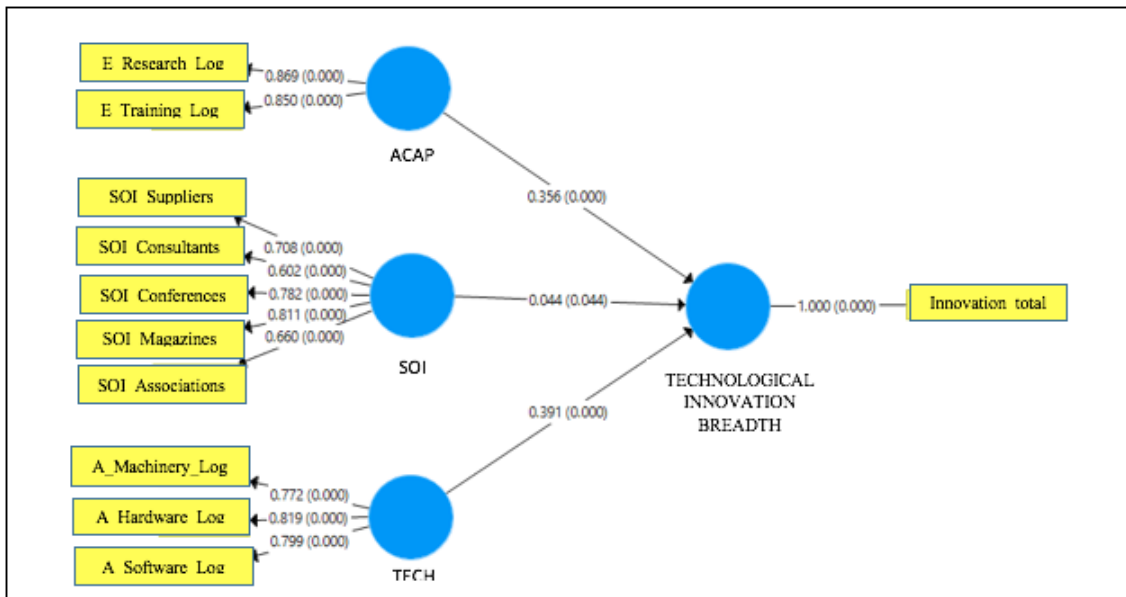 E Research Log
0.869 (0.000)
E Training Log
0.850 (0.000)
ACAP
0.356 (0.000)
SOI Suppliers
0.708 (0.000)
SOI Consultants
0.602 (0.000)
SOI Conferences
0.782 (0.000)
SOI Magazines
0.811 (0.000)
SOI Associations
0.660 (0.000)
SOI
0.044 (0.044)
1.000 (0.000)
Innovation total
TECHNOLOGICAL
INNOVATION
BREADTH
0.391 (0.000)
A_Machinery_Log
0.772 (0.000)
A Hardware Log
0.819 (0.000)
A Software Log
0.799 (0.000)
TECH